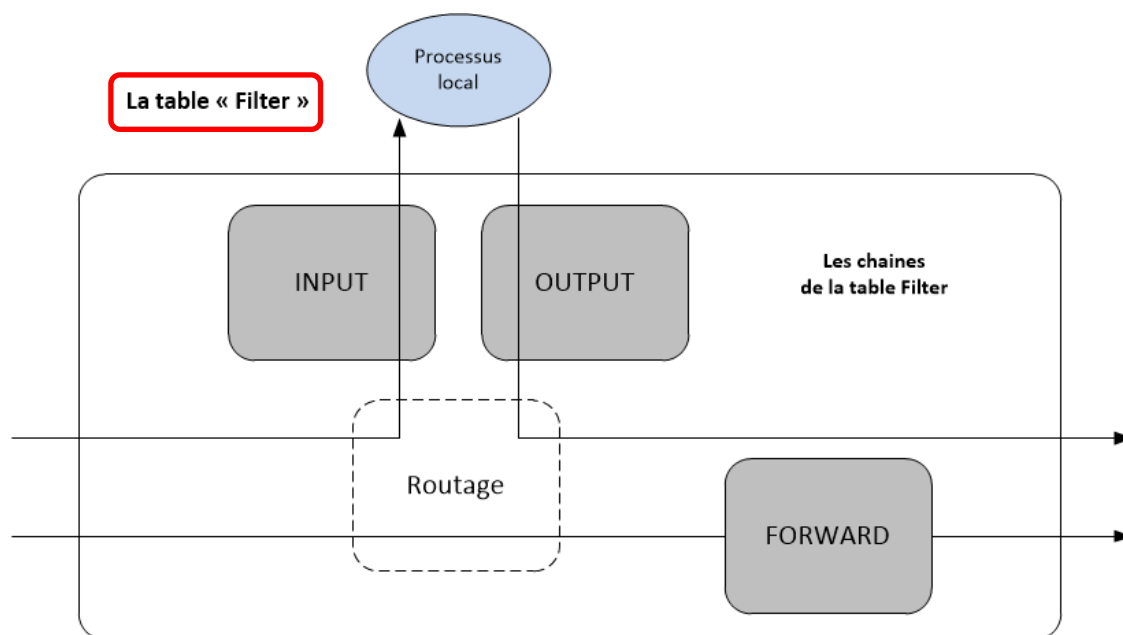 Processus
local
La table « Filter »
INPUT
OUTPUT
Les chaines
de la table Filter
Routage
FORWARD